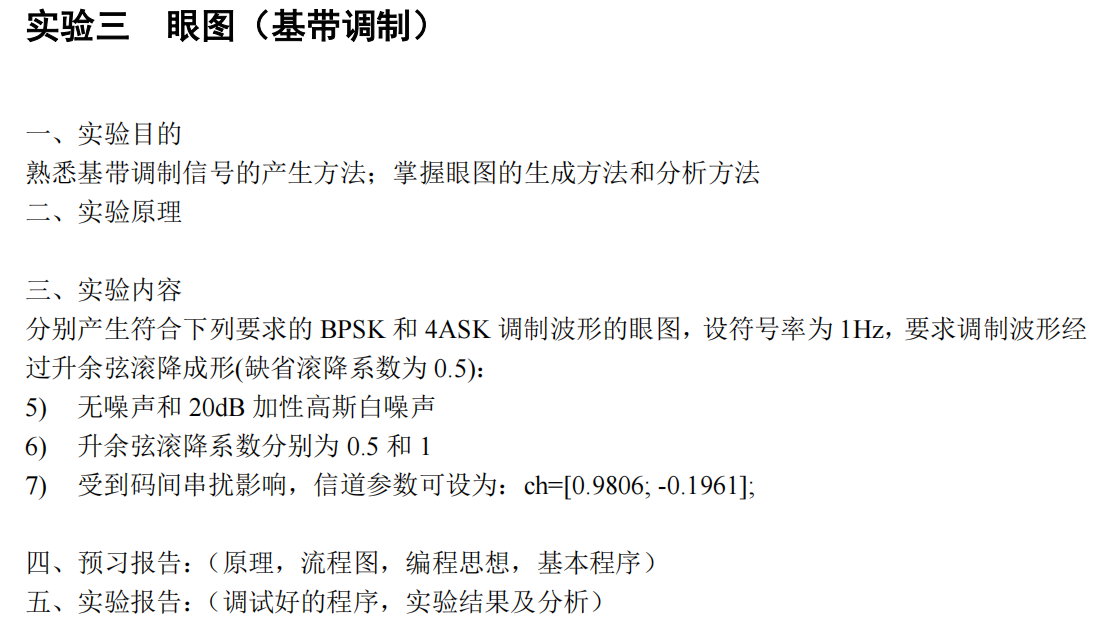 实验三 眼图（基带调制）
一、实验目的
熟悉基带调制信号的产生方法；掌握眼图的生成方法和分析方法
二、实验原理
三、实验内容
分别产生符合下列要求的 BPSK 和 4ASK 调制波形的眼图，设符号率为 1Hz，要求调制波形经
过升余弦滚降成形(缺省滚降系数为 0.5)：
5) 无噪声和 20dB 加性高斯白噪声
6) 升余弦滚降系数分别为 0.5 和 1
7) 受到码间串扰影响，信道参数可设为：ch=[0.9806; -0.1961];
四、预习报告：（原理，流程图，编程思想，基本程序）
五、实验报告：（调试好的程序，实验结果及分析）